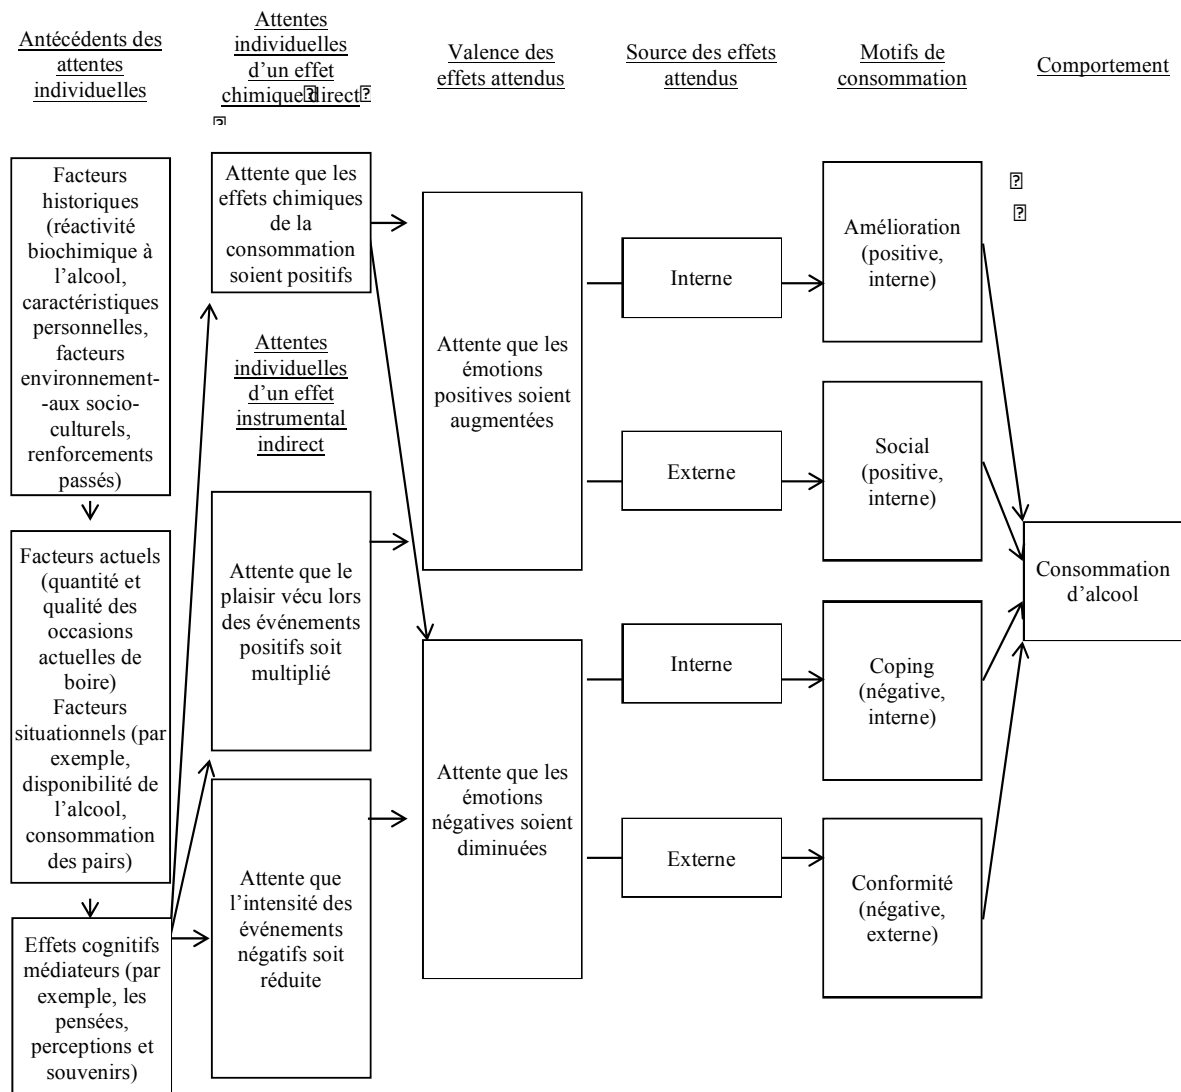 Antécédents des
attentes
individuelles
Attentes
individuelles
d'un effet
chimique direct
Valence des
effets attendus
Source des effets
attendus
Motifs de
consommation
Comportement
Facteurs
historiques
(réactivité
biochimique à
l'alcool,
caractéristiques
personnelles,
facteurs
environnement-
-aux socio-
culturels,
renforcements
passés)
Facteurs actuels
(quantité et
qualité des
occasions
actuelles de
boire)
Facteurs
situationnels (par
exemple,
disponibilité de
l'alcool,
consommation
des pairs)
Effets cognitifs
médiateurs (par
exemple, les
pensées,
perceptions et
souvenirs)
Attente que les
effets chimiques
de la
consommation
soient positifs
Attentes
individuelles
d'un effet
instrumental
indirect
Attente que le
plaisir vécu lors
des événements
positifs soit
multiplié
Attente que
l'intensité des
événements
négatifs soit
réduite
Attente que les
émotions
positives soient
augmentées
Attente que les
émotions
négatives soient
diminuées
Interne
Externe
Interne
Externe
Amélioration
(positive,
interne)
Social
(positive,
interne)
Coping
(négative,
interne)
Conformité
(négative,
externe)
Consommation
d'alcool